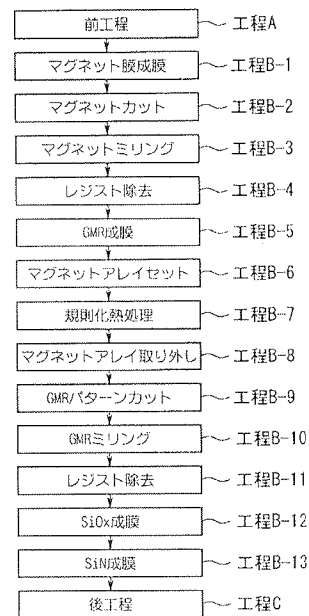 前工程 工程A
マグネット膜成膜 工程B-1
マグネットカット 工程B-2
マグネットミリング 工程B-3
レジスト除去 工程B-4
GMR成膜 工程B-5
マグネットアレイセット 工程B-6
規則化熱処理 工程B-7
マグネットアレイ取り外し 工程B-8
GMRパターンカット 工程B-9
GMRミリング 工程B-10
レジスト除去 工程B-11
SiOx成膜 工程B-12
SiN成膜 工程B-13
後工程 工程C